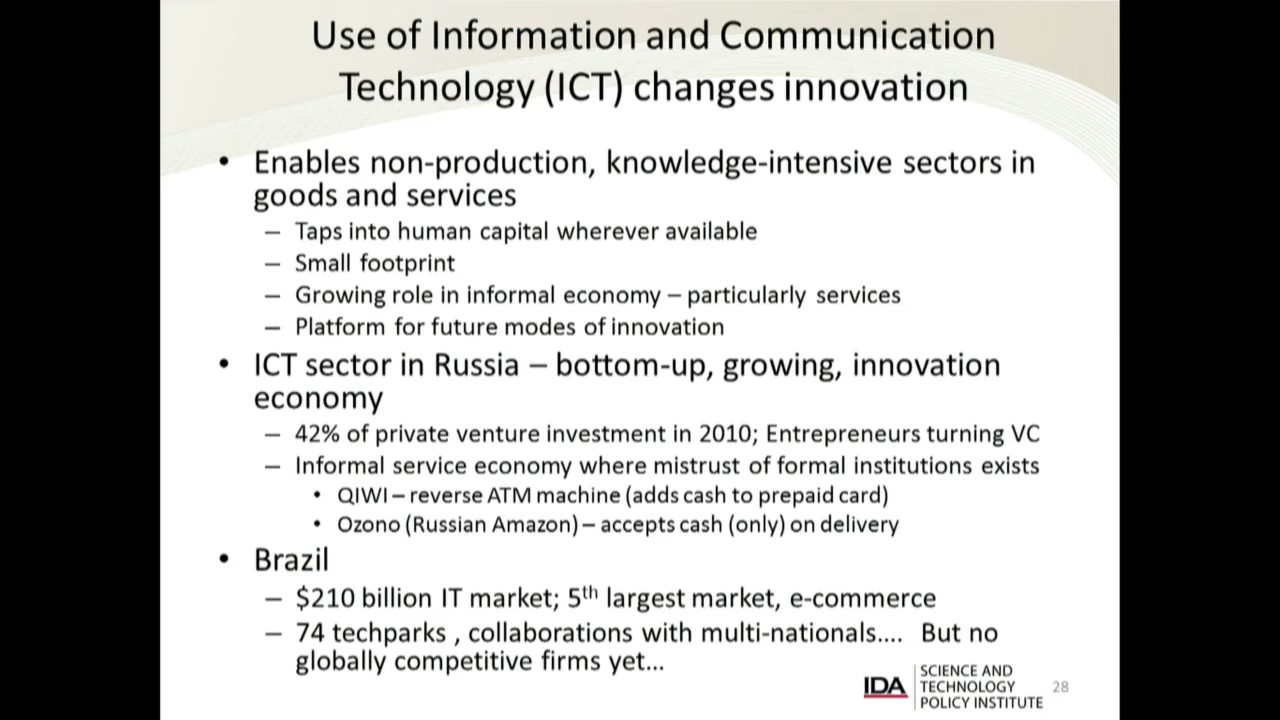 Use of Information and Communication
Technology (ICT) changes innovation
• Enables non-production, knowledge-intensive sectors in
goods and services
– Taps into human capital wherever available
– Small footprint
– Growing role in informal economy – particularly services
– Platform for future modes of innovation
• ICT sector in Russia – bottom-up, growing, innovation
economy
– 42% of private venture investment in 2010; Entrepreneurs turning VC
– Informal service economy where mistrust of formal institutions exists
• QIWI – reverse ATM machine (adds cash to prepaid card)
• Ozono (Russian Amazon) – accepts cash (only) on delivery
• Brazil
– $210 billion IT market; 5th largest market, e-commerce
– 74 techparks , collaborations with multi-nationals.... But no
globally competitive firms yet...
IDA
SCIENCE AND
TECHNOLOGY
POLICY INSTITUTE
28